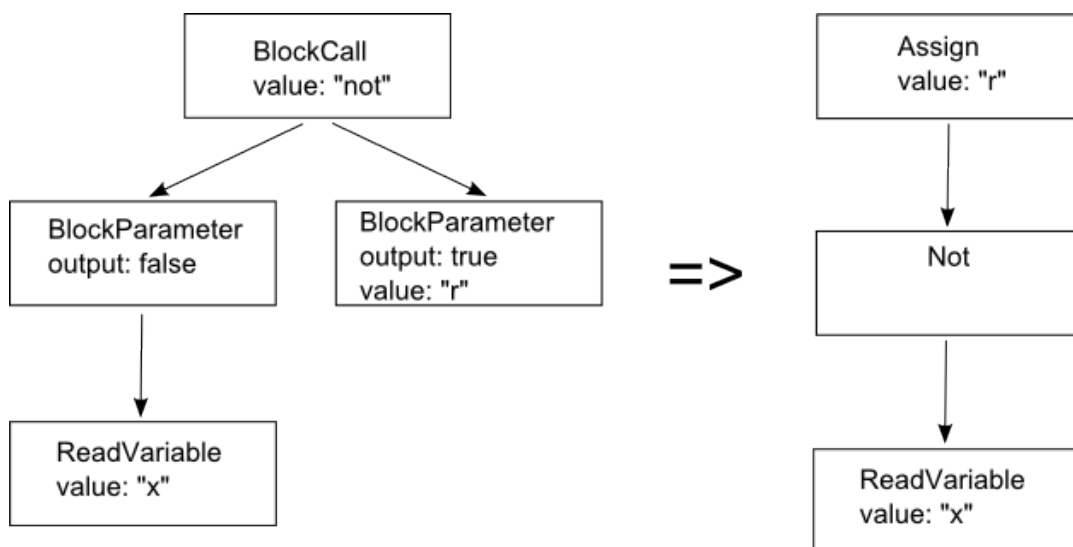 BlockCall
value: "not"
BlockParameter
output: false
BlockParameter
output: true
value: "r"
ReadVariable
value: "x"
=>
Assign
value: "r"
Not
ReadVariable
value: "x"